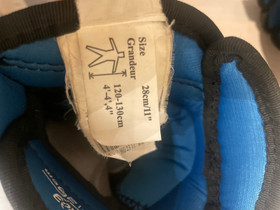 Size
Grandeur
28cm/11"
120-130cm
4'-4',4"